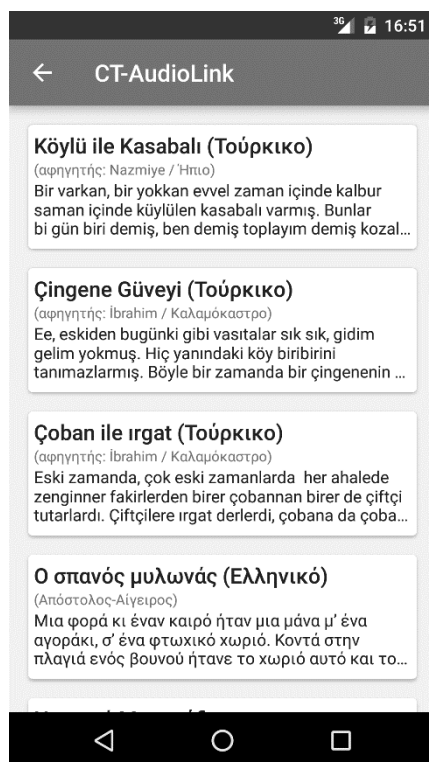 3G 16:51
CT-AudioLink
Köylü ile Kasabalı (Τούρκικο)
(αφηγητής: Nazmiye / Ήπιο)
Bir varkan, bir yokkan evvel zaman içinde kalbur
saman içinde küylülen kasabalı varmış. Bunlar
bi gün biri demiş, ben demiş toplayım demiş kozal...
Çingene Güveyi (Τούρκικο)
(αφηγητής: İbrahim / Καλαμόκαστρο)
Ee, eskiden bugünki gibi vasıtalar sık sık, gidim
gelim yokmuş. Hiç yanındaki köy biribirini
tanımazlarmış. Böyle bir zamanda bir çingenenin ...
Çoban ile ırgat (Τούρκικο)
(αφηγητής: İbrahim / Καλαμόκαστρο)
Eski zamanda, çok eski zamanlarda her ahalede
zenginner fakirlerden birer çobannan birer de çiftçi
tutarlardı. Çiftçilere ırgat derlerdi, çobana da çoba...
Ο σπανός μυλωνάς (Ελληνικό)
(Απόστολος-Αίγειρος)
Μια φορά κι έναν καιρό ήταν μια μάνα μ’ ένα
αγοράκι, σ’ ένα φτωχικό χωριό. Κοντά στην
πλαγιά ενός βουνού ήτανε το χωριό αυτό και το...